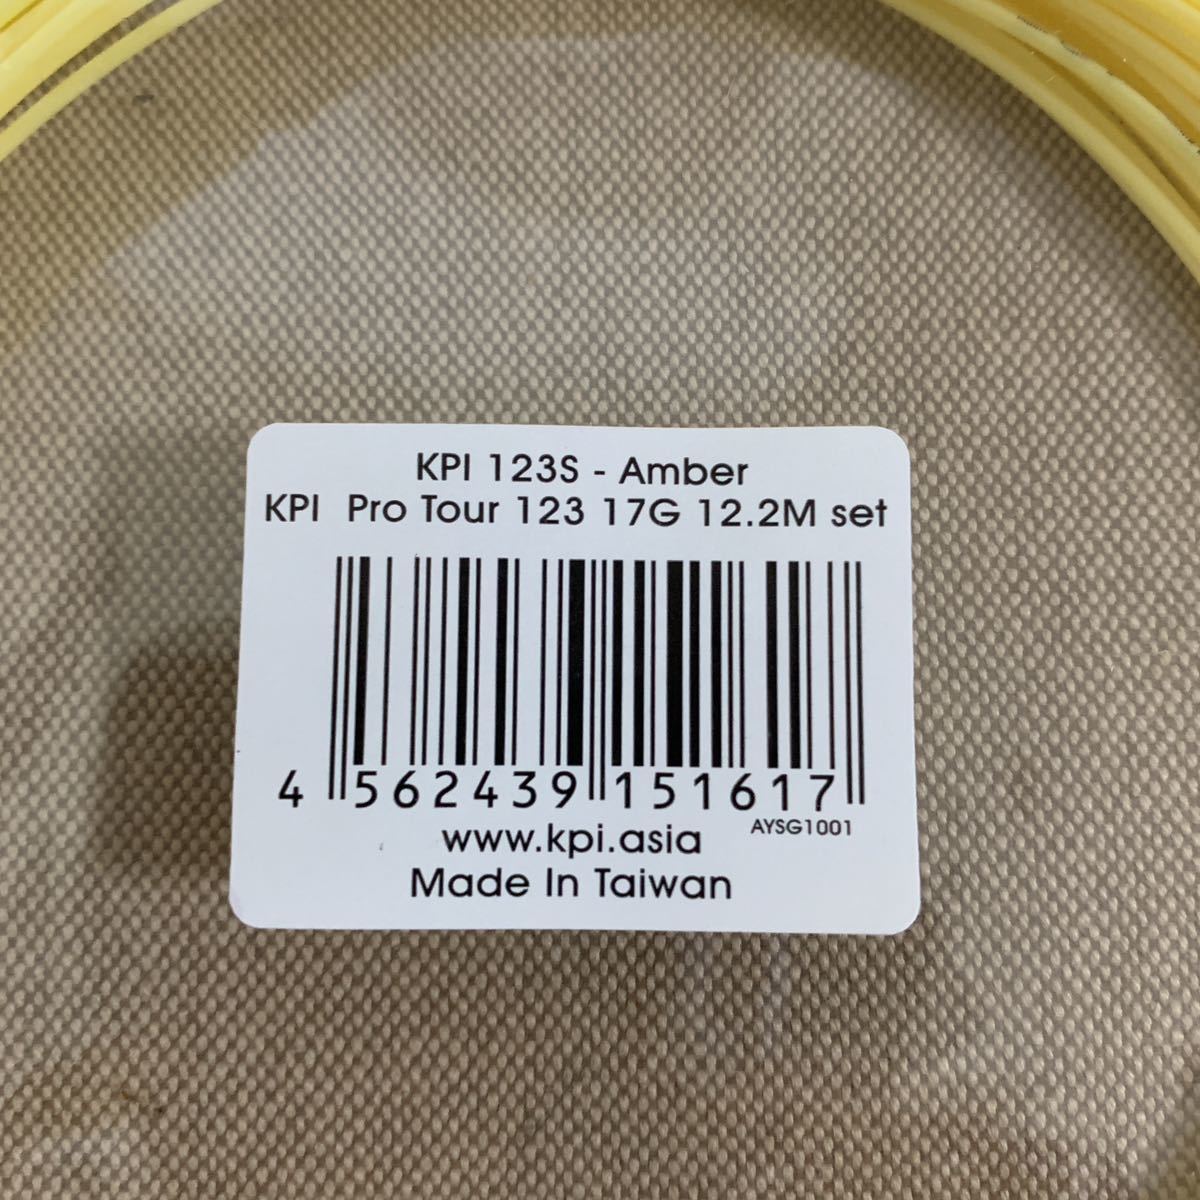 KPI 123S - Amber
KPI Pro Tour 123 17G 12.2M set
4 562439 151617
AYSG1001
www.kpi.asia
Made In Taiwan